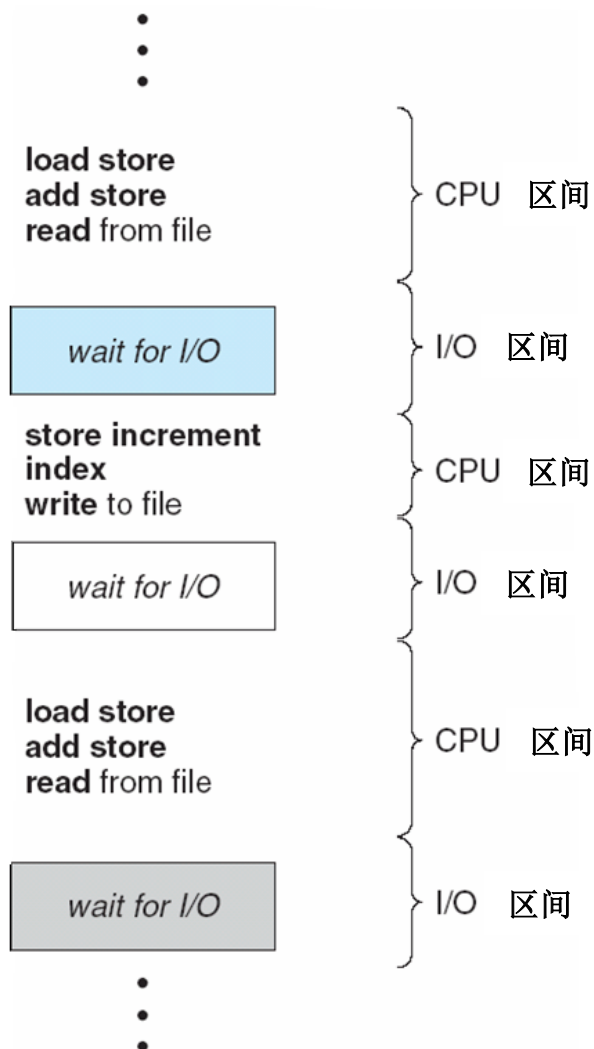 load store
add store
read from file
CPU 区间
wait for I/O
I/O 区间
store increment
index
write to file
CPU 区间
wait for I/O
I/O 区间
load store
add store
read from file
CPU 区间
wait for I/O
I/O 区间